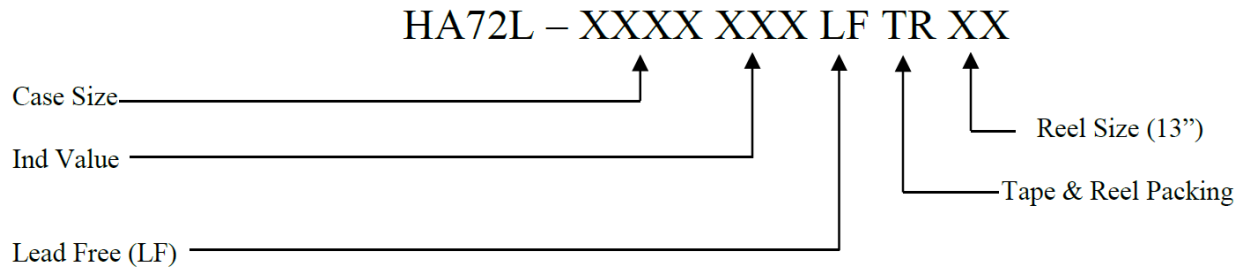 HA72L – XXXX XXX LF TR XX
Case Size
Reel Size (13”)
Ind Value
Tape & Reel Packing
Lead Free (LF)